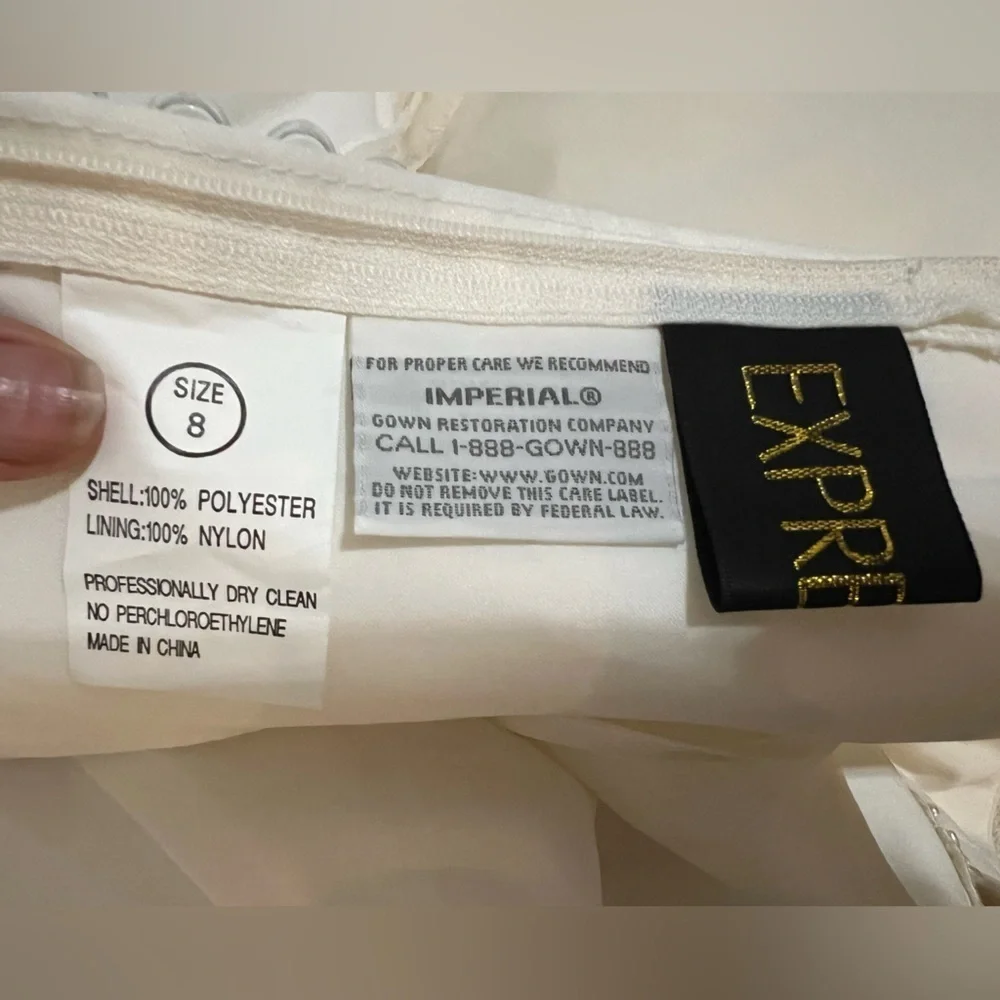 SIZE
8
SHELL:100% POLYESTER
LINING:100% NYLON
PROFESSIONALLY DRY CLEAN
NO PERCHLOROETHYLENE
MADE IN CHINA
FOR PROPER CARE WE RECOMMEND
IMPERIAL®
GOWN RESTORATION COMPANY
CALL 1-888-GOWN-888
WEBSITE:WWW.GOWN.COM
DO NOT REMOVE THIS CARE LABEL.
IT IS REQUIRED BY FEDERAL LAW.
EXPRE